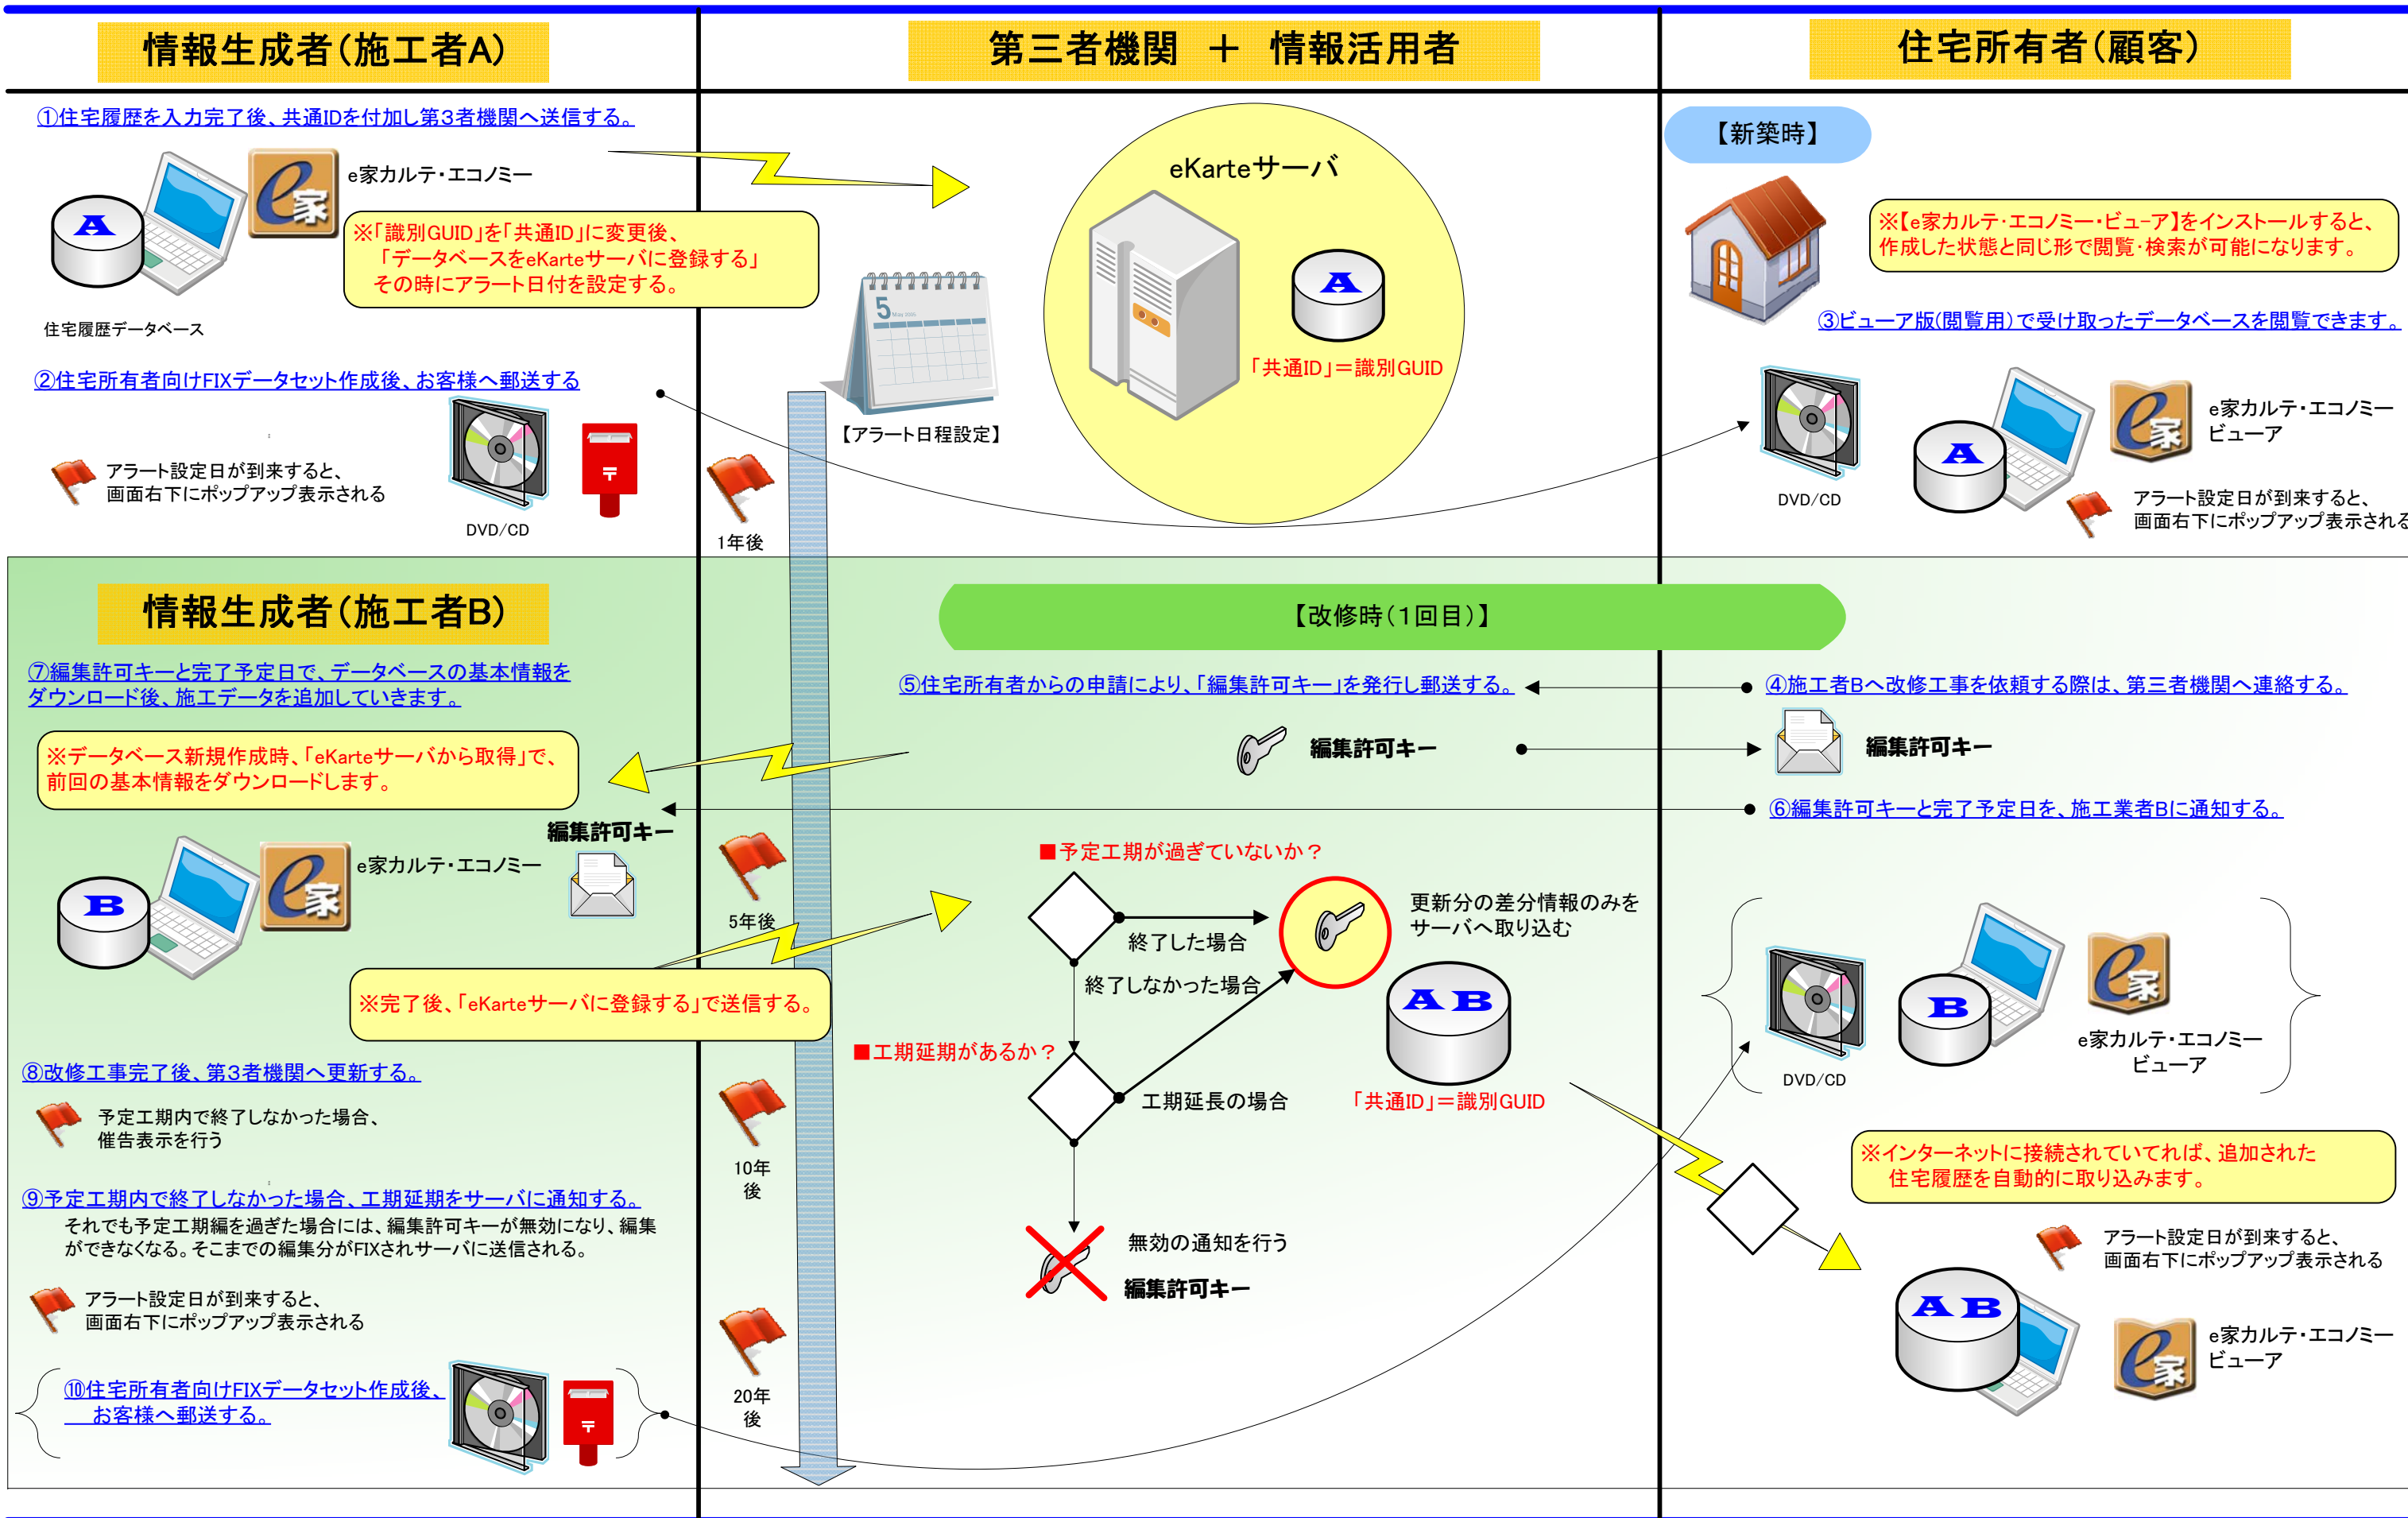 情報生成者(施工者A)
第三者機関 + 情報活用者
住宅所有者(顧客)
①住宅履歴を入力完了後、共通IDを付加し第3者機関へ送信する。
e家
e家カルテ・エコノミー
A
住宅履歴データベース
※「識別GUID」を「共通ID」に変更後、
「データベースをeKarteサーバに登録する」
その時にアラート日付を設定する。
②住宅所有者向けFIXデータセット作成後、お客様へ郵送する
アラート設定日が到来すると、
画面右下にポップアップ表示される
DVD/CD
〒
eKarteサーバ
A
「共通ID」=識別GUID
5
【アラート日程設定】
1年後
【新築時】
※【e家カルテ・エコノミー・ビューア】をインストールすると、
作成した状態と同じ形で閲覧・検索が可能になります。
③ビューア版(閲覧用)で受け取ったデータベースを閲覧できます。
DVD/CD
A
e家
e家カルテ・エコノミー
ビューア
アラート設定日が到来すると、
画面右下にポップアップ表示される
情報生成者(施工者B)
【改修時(1回目)】
⑦編集許可キーと完了予定日で、データベースの基本情報を
ダウンロード後、施工データを追加していきます。
⑤住宅所有者からの申請により、「編集許可キー」を発行し郵送する。
④施工者Bへ改修工事を依頼する際は、第三者機関へ連絡する。
※データベース新規作成時、「eKarteサーバから取得」で、
前回の基本情報をダウンロードします。
編集許可キー
編集許可キー
⑥編集許可キーと完了予定日を、施工業者Bに通知する。
編集許可キー
B
e家
e家カルテ・エコノミー
5年後
■予定工期が過ぎていないか?
終了した場合
終了しなかった場合
更新分の差分情報のみを
サーバへ取り込む
A B
「共通ID」=識別GUID
※完了後、「eKarteサーバに登録する」で送信する。
■工期延期があるか?
工期延長の場合
無効の通知を行う
編集許可キー
⑧改修工事完了後、第3者機関へ更新する。
予定工期内で終了しなかった場合、
催告表示を行う
10年
後
⑨予定工期内で終了しなかった場合、工期延期をサーバに通知する。
それでも予定工期編を過ぎた場合には、編集許可キーが無効になり、編集
ができなくなる。そこまでの編集分がFIXされサーバに送信される。
アラート設定日が到来すると、
画面右下にポップアップ表示される
20年
後
⑩住宅所有者向けFIXデータセット作成後、
お客様へ郵送する。
〒
DVD/CD
B
e家
e家カルテ・エコノミー
ビューア
※インターネットに接続されていてれば、追加された
住宅履歴を自動的に取り込みます。
アラート設定日が到来すると、
画面右下にポップアップ表示される
A B
e家
e家カルテ・エコノミー
ビューア